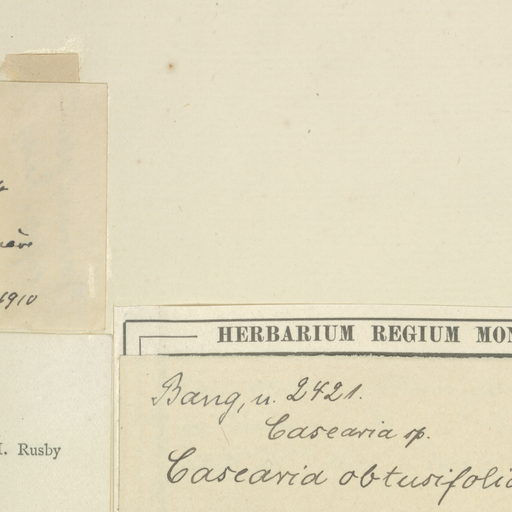 1910
HERBARIUM REGIUM MON
Bang, n. 2421.
Casearia sp.
. Rusby
Casearia obtusifolia